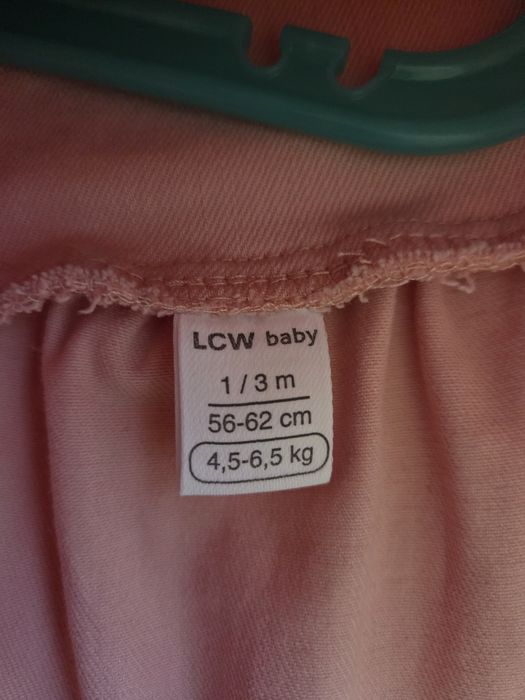 LCW baby
1 / 3 m
56-62 cm
4,5-6,5 kg